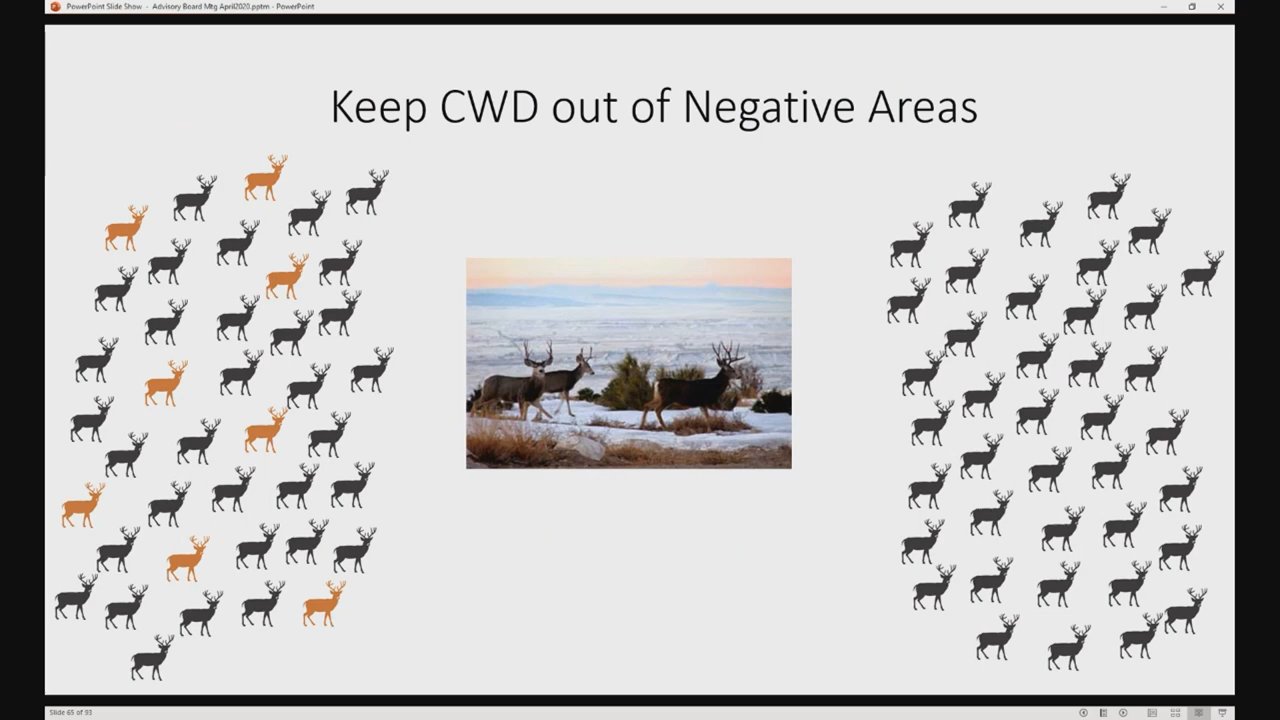 PowerPoint Slide Show - Advisory Board Mtg April2020.pptm - PowerPoint
Keep CWD out of Negative Areas
Slide 65 of 93